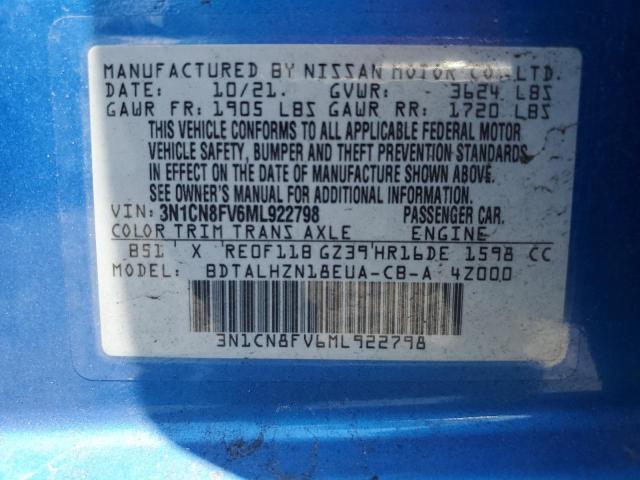 MANUFACTURED BY NISSAN MOTOR CO.,LTD.
DATE: 10/21. GVWR: 3624 LBS
GAWR FR: 1905 LBS GAWR RR: 1720 LBS
THIS VEHICLE CONFORMS TO ALL APPLICABLE FEDERAL MOTOR
VEHICLE SAFETY, BUMPER AND THEFT PREVENTION STANDARDS
IN EFFECT ON THE DATE OF MANUFACTURE SHOWN ABOVE.
SEE OWNER'S MANUAL FOR ADDITIONAL INFORMATION.
VIN: 3N1CN8FV6ML922798 PASSENGER CAR.
COLOR TRIM TRANS AXLE ENGINE
B51 X RE0F11B GZ39 HR16DE 1598 CC
MODEL: BDTALHZN18EUA-CB-A 4Z000
3N1CN8FV6ML922798